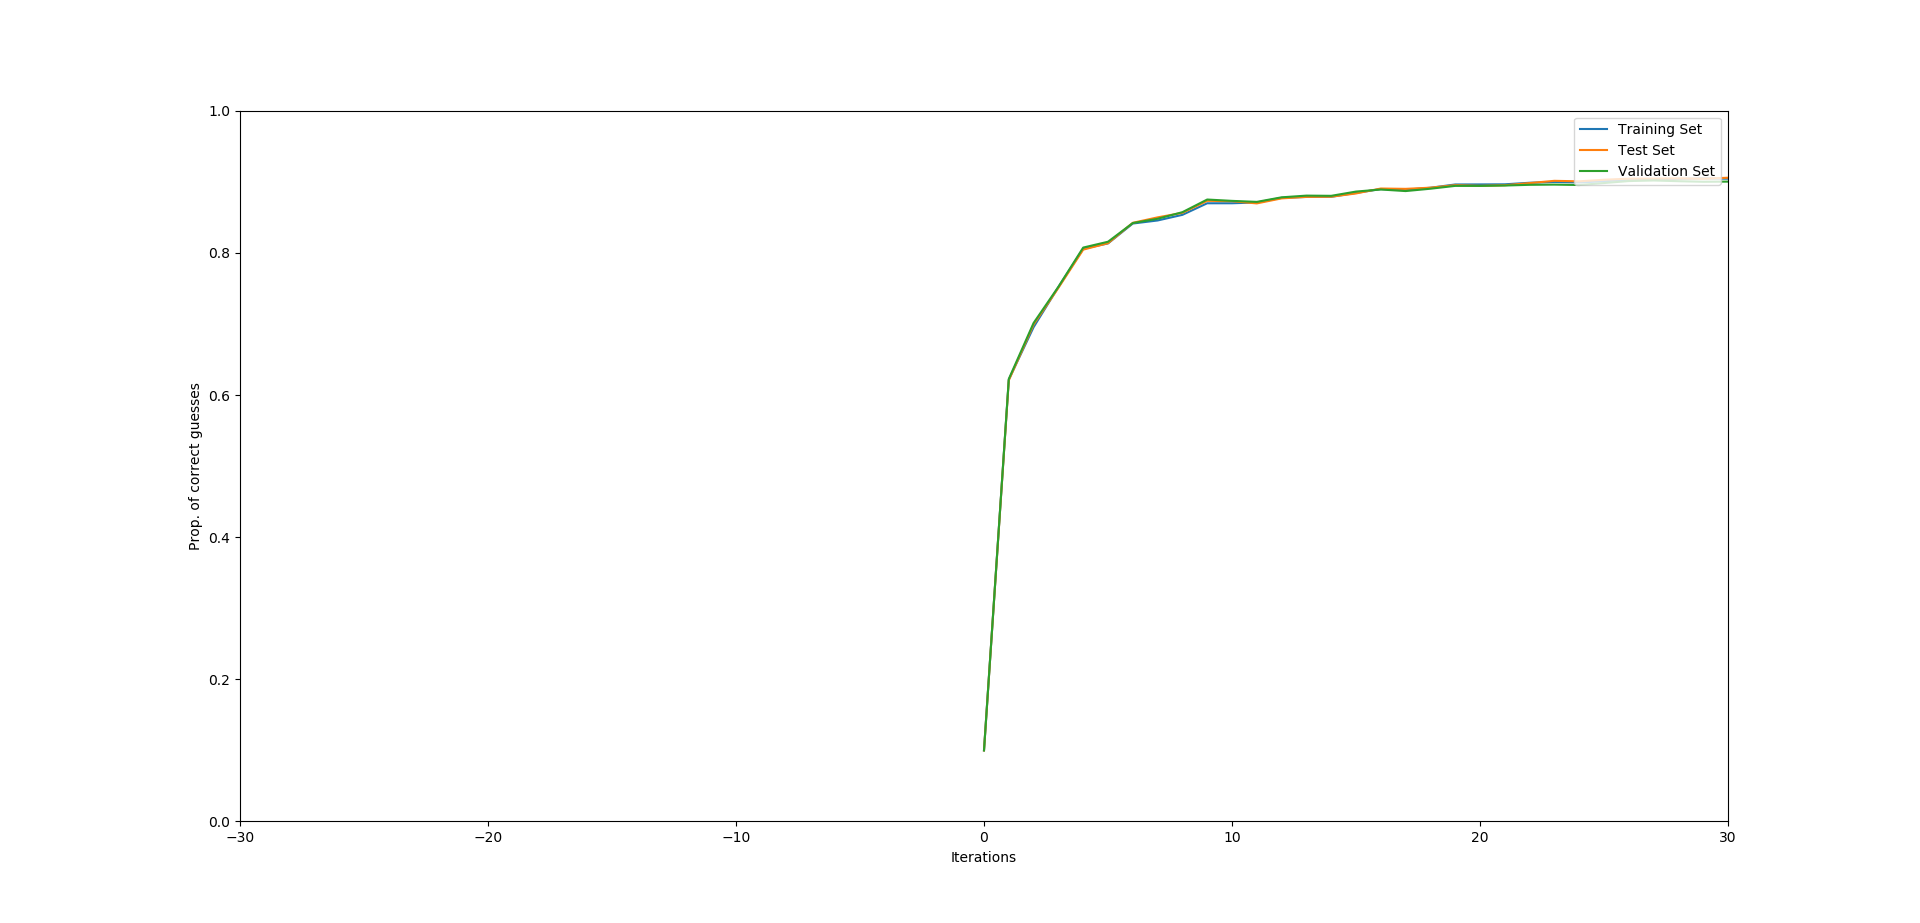 1.0
0.8
0.6
0.4
0.2
0.0
Prop. of correct guesses
Training Set
Test Set
Validation Set
−30 −20 −10 0 10 20 30
Iterations